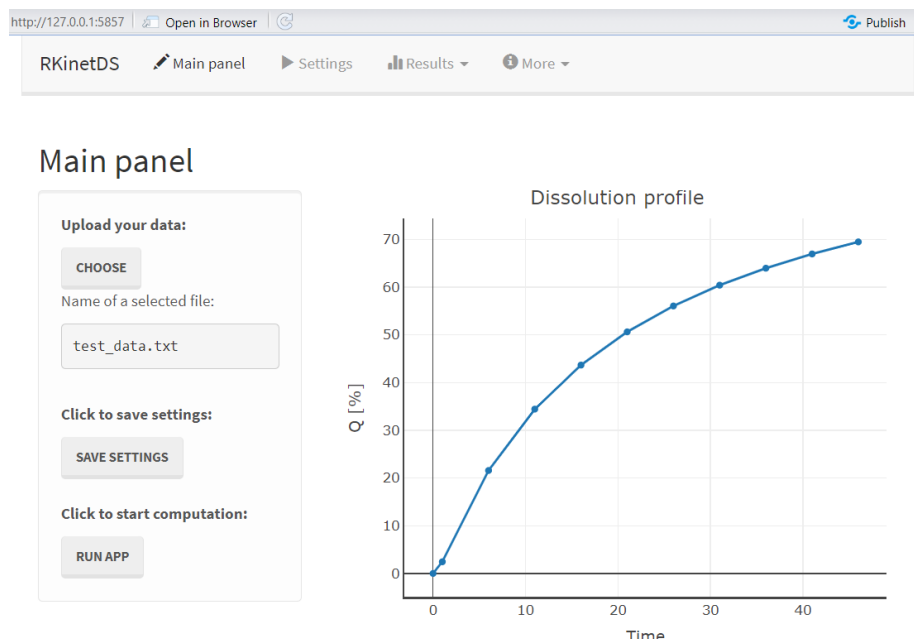 http://127.0.0.1:5857 Open in Browser Publish
RKinetDS Main panel Settings Results More
Main panel
Upload your data:
CHOOSE
Name of a selected file:
test_data.txt
Click to save settings:
SAVE SETTINGS
Click to start computation:
RUN APP
Dissolution profile
Q [%]
70
60
50
40
30
20
10
0
0 10 20 30 40
Time